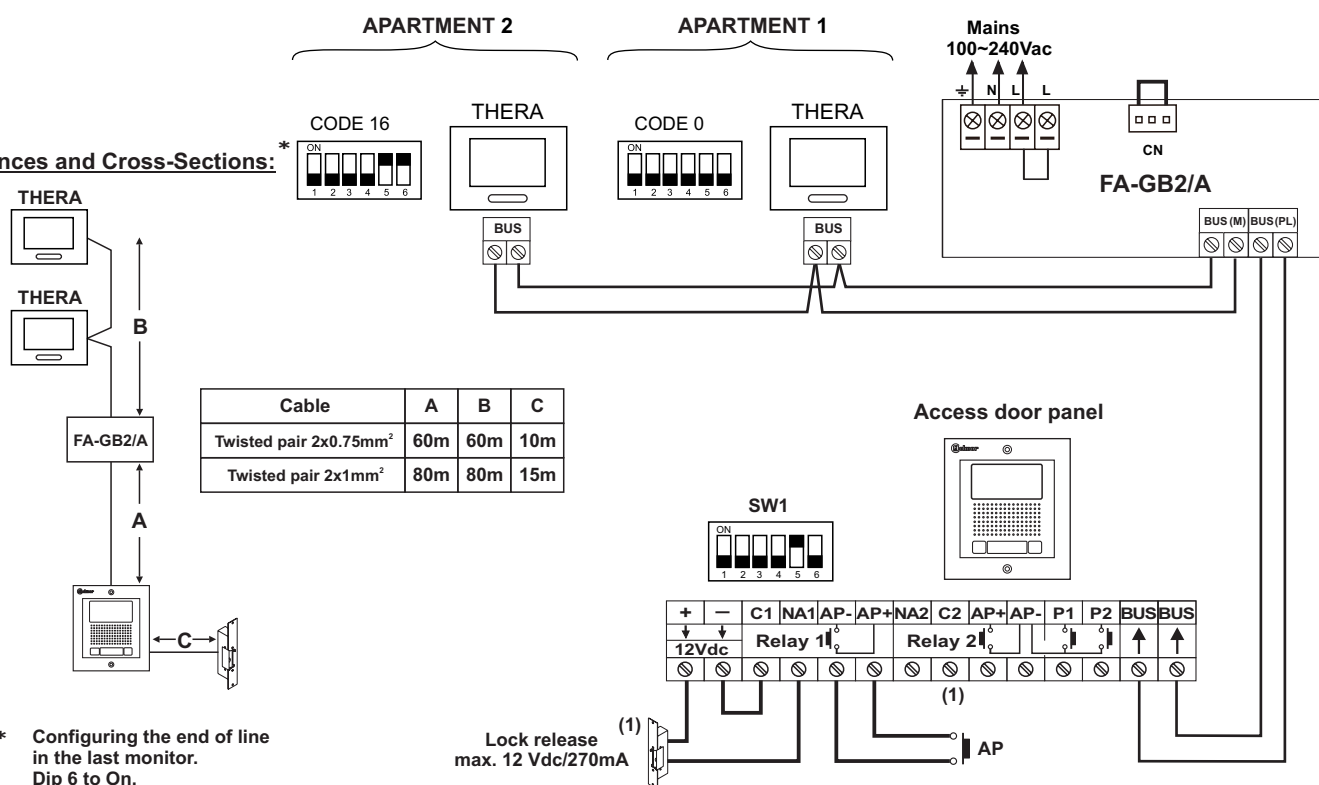 APARTMENT 2
APARTMENT 1
Mains
100~240Vac
N L L
CN
FA-GB2/A
BUS (M) BUS (PL)
THERA
CODE 16
ON
1 2 3 4 5 6
BUS
THERA
CODE 0
ON
1 2 3 4 5 6
BUS
nces and Cross-Sections: *
THERA
THERA
B
FA-GB2/A
A
C
Cable A B C
Twisted pair 2x0.75mm² 60m 60m 10m
Twisted pair 2x1mm² 80m 80m 15m
Access door panel
SW1
ON
1 2 3 4 5 6
+ − C1 NA1 AP- AP+ NA2 C2 AP+ AP- P1 P2 BUS BUS
12Vdc Relay 1 Relay 2
(1)
(1)
Lock release
max. 12 Vdc/270mA
AP
* Configuring the end of line
in the last monitor.
Dip 6 to On.